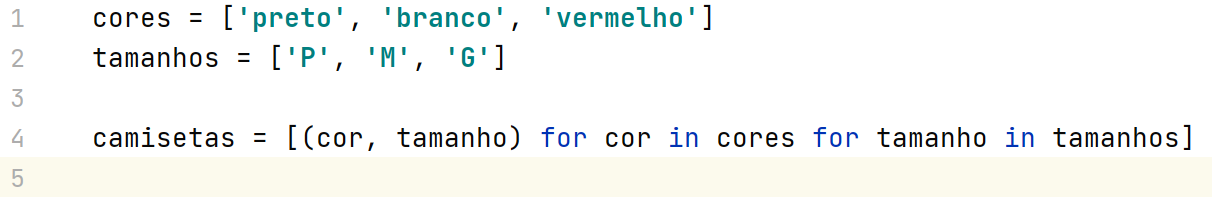 1 cores = ['preto', 'branco', 'vermelho']
2 tamanhos = ['P', 'M', 'G']
3
4 camisetas = [(cor, tamanho) for cor in cores for tamanho in tamanhos]
5